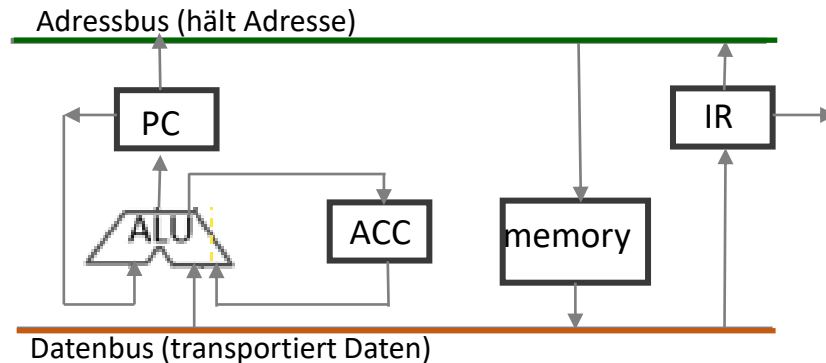 Adressbus (hält Adresse)
PC
IR
ALU
ACC
memory
Datenbus (transportiert Daten)